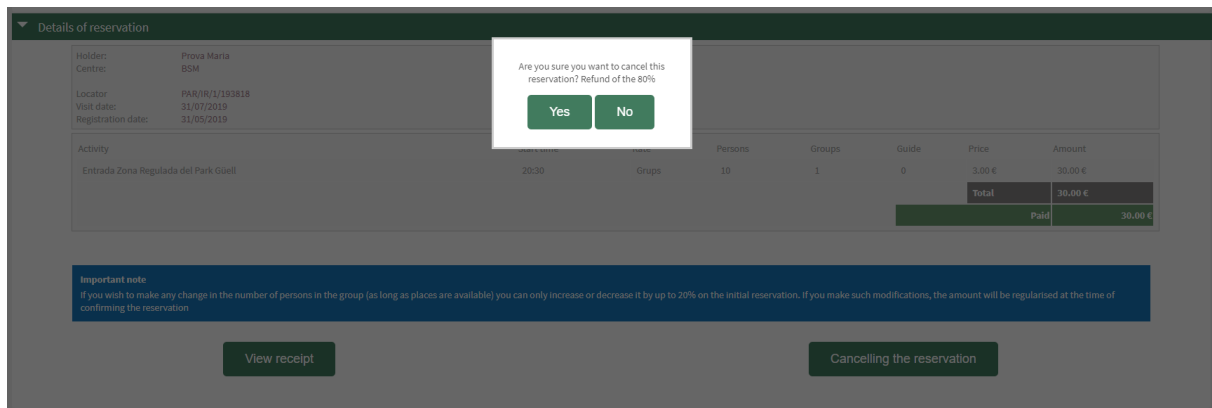 Details of reservation
Holder: Prova Maria
Centre: BSM
Locator PAR/IR/1/193818
Visit date: 31/07/2019
Registration date: 31/05/2019
Are you sure you want to cancel this
reservation? Refund of the 80%
Yes No
Activity Start time Rate Persons Groups Guide Price Amount
Entrada Zona Regulada del Park Güell 20:30 Grups 10 1 0 3.00 € 30.00 €
Total 30.00 €
Paid 30.00 €
Important note
If you wish to make any change in the number of persons in the group (as long as places are available) you can only increase or decrease it by up to 20% on the initial reservation. If you make such modifications, the amount will be regularised at the time of
confirming the reservation
View receipt Cancelling the reservation